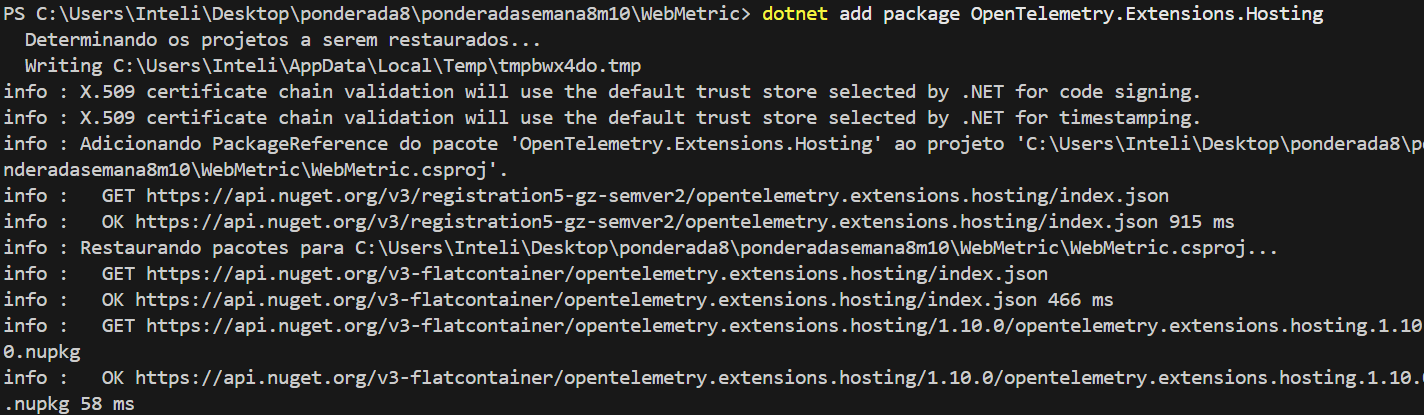 PS C:\Users\Inteli\Desktop\ponderada8\ponderadasemana8m10\WebMetric> dotnet add package OpenTelemetry.Extensions.Hosting
  Determinando os projetos a serem restaurados...
  Writing C:\Users\Inteli\AppData\Local\Temp\tmpbwx4do.tmp
info : X.509 certificate chain validation will use the default trust store selected by .NET for code signing.
info : X.509 certificate chain validation will use the default trust store selected by .NET for timestamping.
info : Adicionando PackageReference do pacote 'OpenTelemetry.Extensions.Hosting' ao projeto 'C:\Users\Inteli\Desktop\ponderada8\po
nderadasemana8m10\WebMetric\WebMetric.csproj'.
info :   GET https://api.nuget.org/v3/registration5-gz-semver2/opentelemetry.extensions.hosting/index.json
info :   OK https://api.nuget.org/v3/registration5-gz-semver2/opentelemetry.extensions.hosting/index.json 915 ms
info : Restaurando pacotes para C:\Users\Inteli\Desktop\ponderada8\ponderadasemana8m10\WebMetric\WebMetric.csproj...
info :   GET https://api.nuget.org/v3-flatcontainer/opentelemetry.extensions.hosting/index.json
info :   OK https://api.nuget.org/v3-flatcontainer/opentelemetry.extensions.hosting/index.json 466 ms
info :   GET https://api.nuget.org/v3-flatcontainer/opentelemetry.extensions.hosting/1.10.0/opentelemetry.extensions.hosting.1.10.
0.nupkg
info :   OK https://api.nuget.org/v3-flatcontainer/opentelemetry.extensions.hosting/1.10.0/opentelemetry.extensions.hosting.1.10.0
.nupkg 58 ms